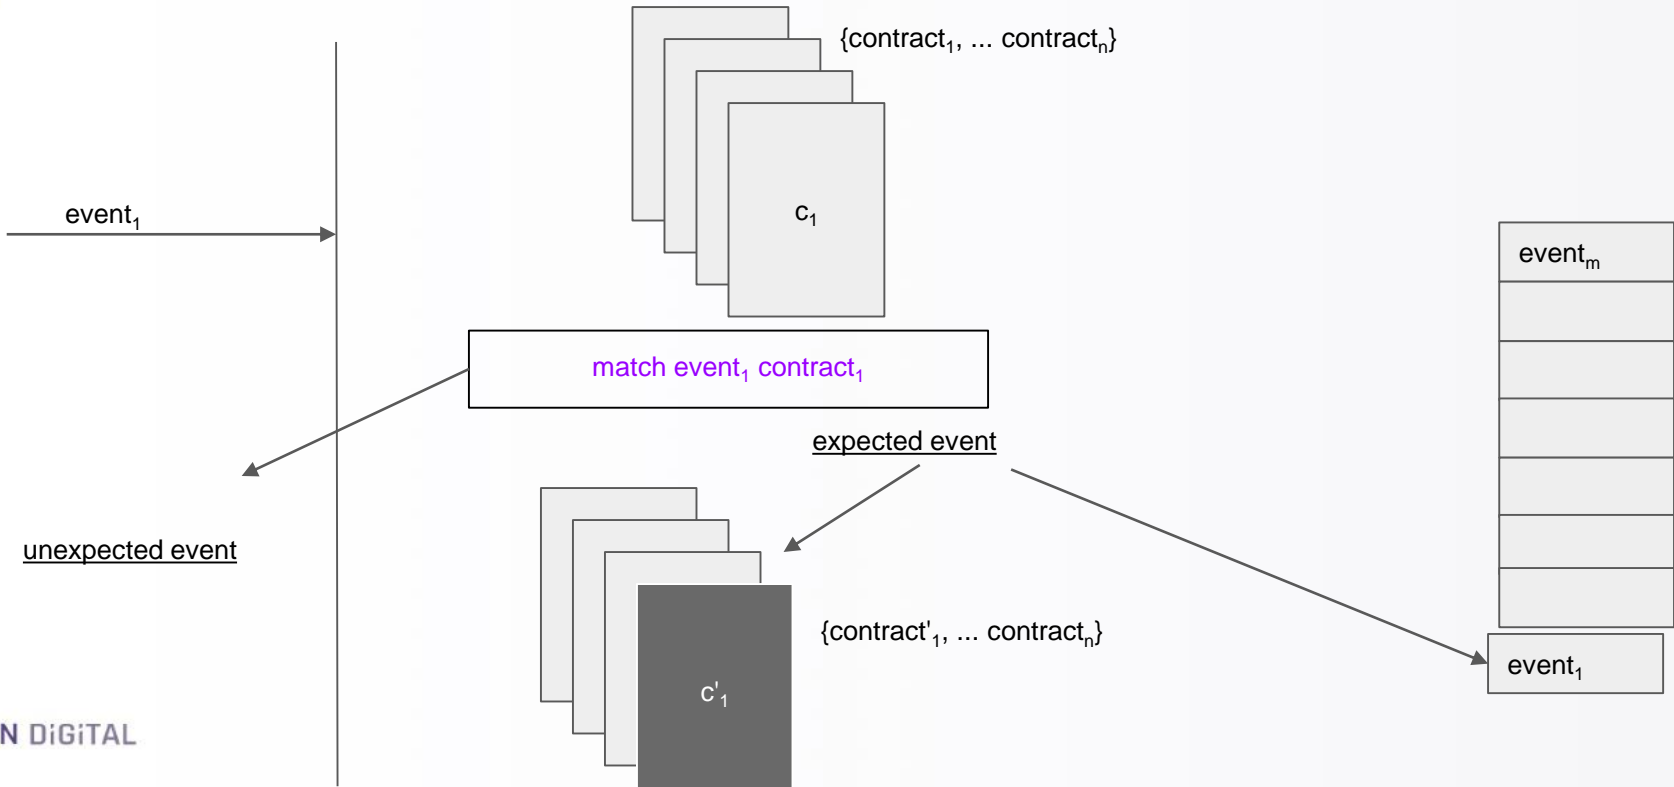 {contract₁, ... contractₙ}
event₁
c₁
eventₘ
match event₁ contract₁
expected event
unexpected event
{contract'₁, ... contractₙ}
event₁
c'₁
N DiGiTAL